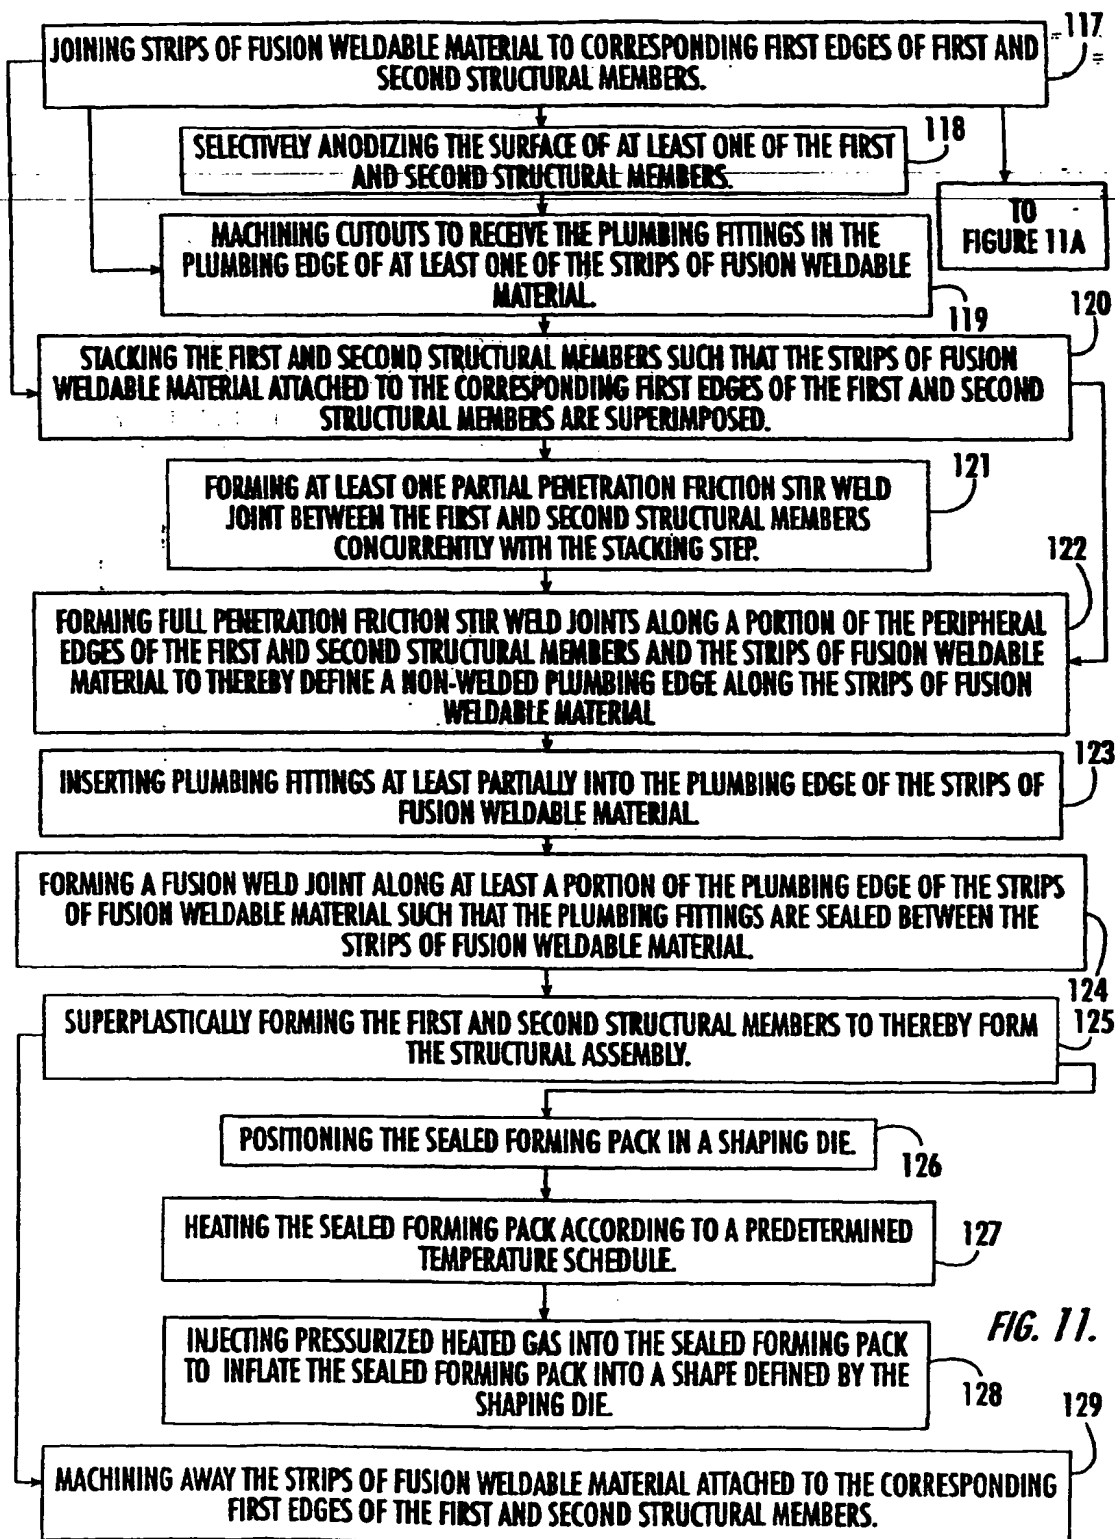 JOINING STRIPS OF FUSION WELDABLE MATERIAL TO CORRESPONDING FIRST EDGES OF FIRST AND
SECOND STRUCTURAL MEMBERS.
117
SELECTIVELY ANODIZING THE SURFACE OF AT LEAST ONE OF THE FIRST
AND SECOND STRUCTURAL MEMBERS.
118
TO
FIGURE 11A
MACHINING CUTOUTS TO RECEIVE THE PLUMBING FITTINGS IN THE
PLUMBING EDGE OF AT LEAST ONE OF THE STRIPS OF FUSION WELDABLE
MATERIAL.
119
STACKING THE FIRST AND SECOND STRUCTURAL MEMBERS SUCH THAT THE STRIPS OF FUSION
WELDABLE MATERIAL ATTACHED TO THE CORRESPONDING FIRST EDGES OF THE FIRST AND SECOND
STRUCTURAL MEMBERS ARE SUPERIMPOSED.
120
FORMING AT LEAST ONE PARTIAL PENETRATION FRICTION STIR WELD
JOINT BETWEEN THE FIRST AND SECOND STRUCTURAL MEMBERS
CONCURRENTLY WITH THE STACKING STEP.
121
FORMING FULL PENETRATION FRICTION STIR WELD JOINTS ALONG A PORTION OF THE PERIPHERAL
EDGES OF THE FIRST AND SECOND STRUCTURAL MEMBERS AND THE STRIPS OF FUSION WELDABLE
MATERIAL TO THEREBY DEFINE A NON-WELDED PLUMBING EDGE ALONG THE STRIPS OF FUSION
WELDABLE MATERIAL
122
INSERTING PLUMBING FITTINGS AT LEAST PARTIALLY INTO THE PLUMBING EDGE OF THE STRIPS OF
FUSION WELDABLE MATERIAL.
123
FORMING A FUSION WELD JOINT ALONG AT LEAST A PORTION OF THE PLUMBING EDGE OF THE STRIPS
OF FUSION WELDABLE MATERIAL SUCH THAT THE PLUMBING FITTINGS ARE SEALED BETWEEN THE
STRIPS OF FUSION WELDABLE MATERIAL.
124
SUPERPLASTICALLY FORMING THE FIRST AND SECOND STRUCTURAL MEMBERS TO THEREBY FORM
THE STRUCTURAL ASSEMBLY.
125
POSITIONING THE SEALED FORMING PACK IN A SHAPING DIE.
126
HEATING THE SEALED FORMING PACK ACCORDING TO A PREDETERMINED
TEMPERATURE SCHEDULE.
127
INJECTING PRESSURIZED HEATED GAS INTO THE SEALED FORMING PACK
TO INFLATE THE SEALED FORMING PACK INTO A SHAPE DEFINED BY THE
SHAPING DIE.
128
FIG. 11.
MACHINING AWAY THE STRIPS OF FUSION WELDABLE MATERIAL ATTACHED TO THE CORRESPONDING
FIRST EDGES OF THE FIRST AND SECOND STRUCTURAL MEMBERS.
129